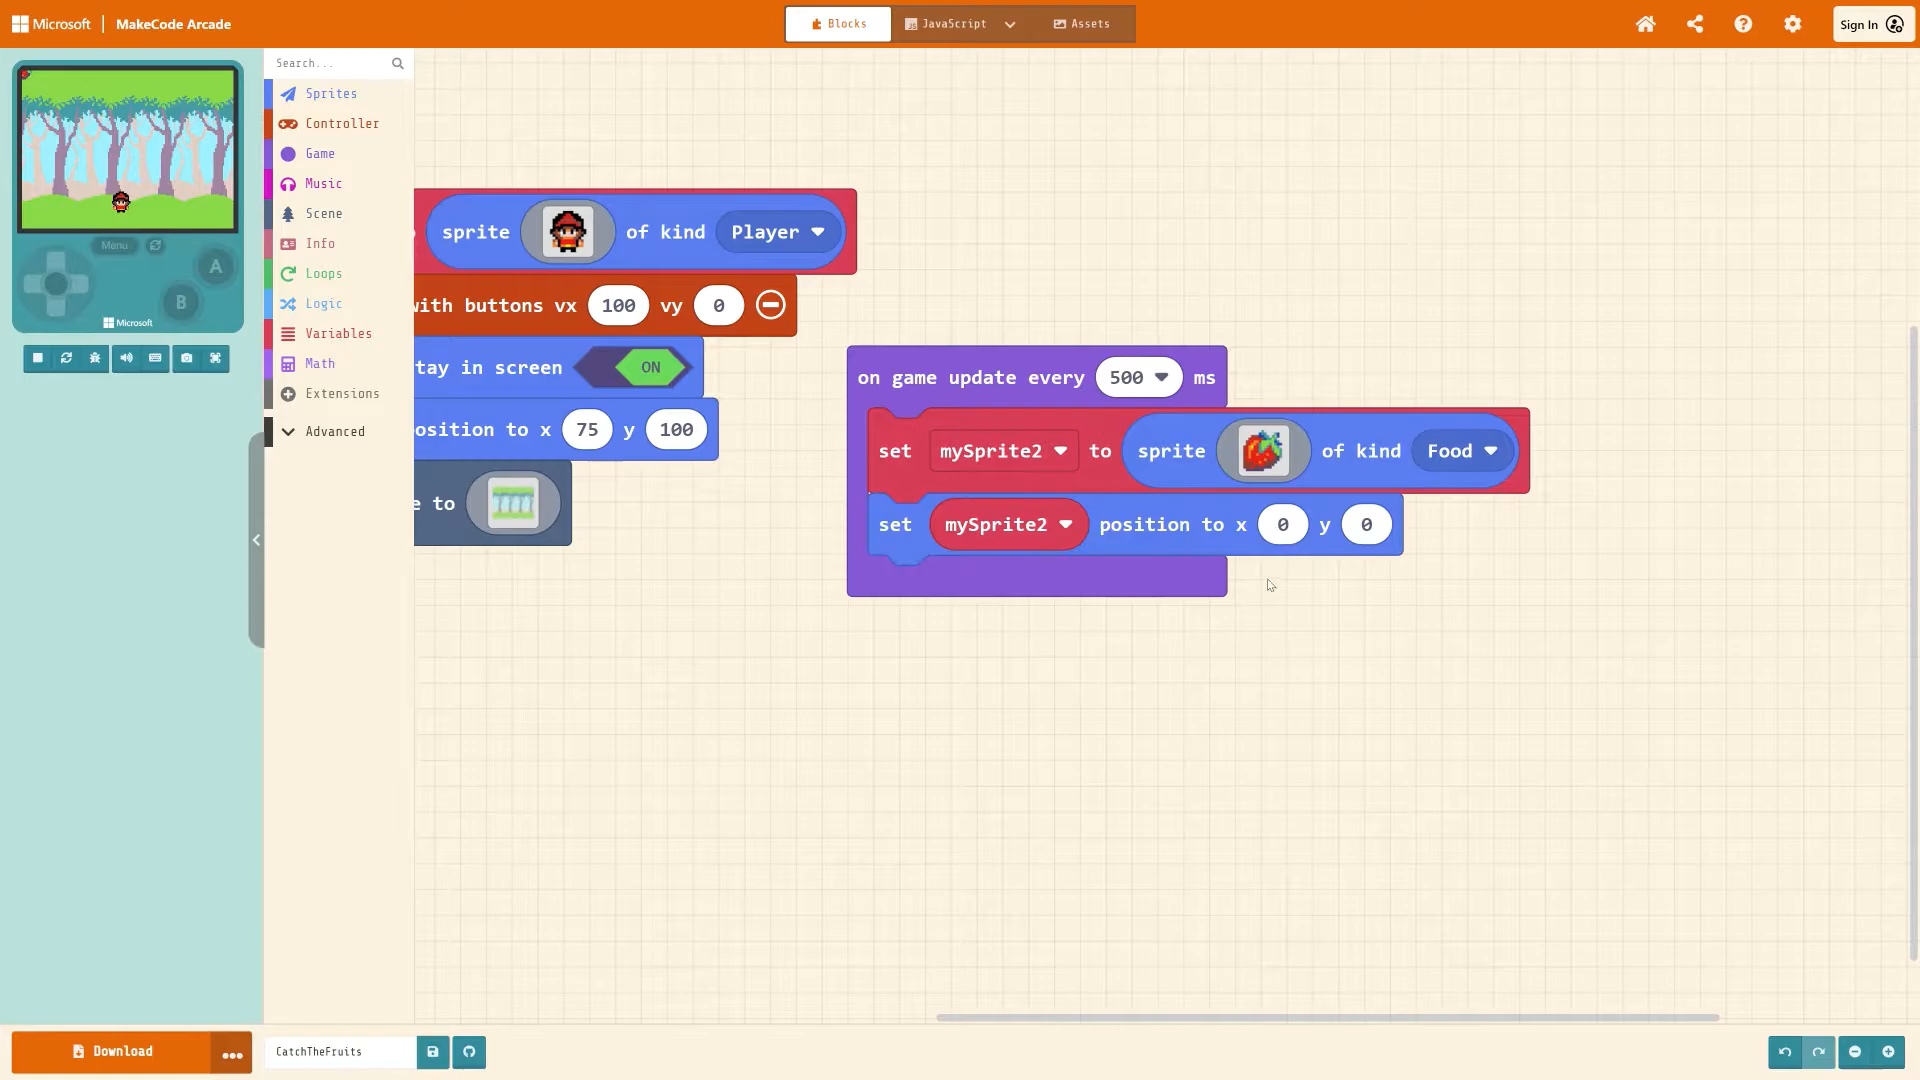 Microsoft | MakeCode Arcade
Blocks
JavaScript
Assets
Sign In
Menu
A
B
Microsoft
Search...
Sprites
Controller
Game
Music
Scene
Info
Loops
Logic
Variables
Math
Extensions
Advanced
sprite of kind Player
with buttons vx 100 vy 0
tay in screen ON
osition to x 75 y 100
e to
on game update every 500 ms
set mySprite2 to sprite of kind Food
set mySprite2 position to x 0 y 0
Download
CatchTheFruits